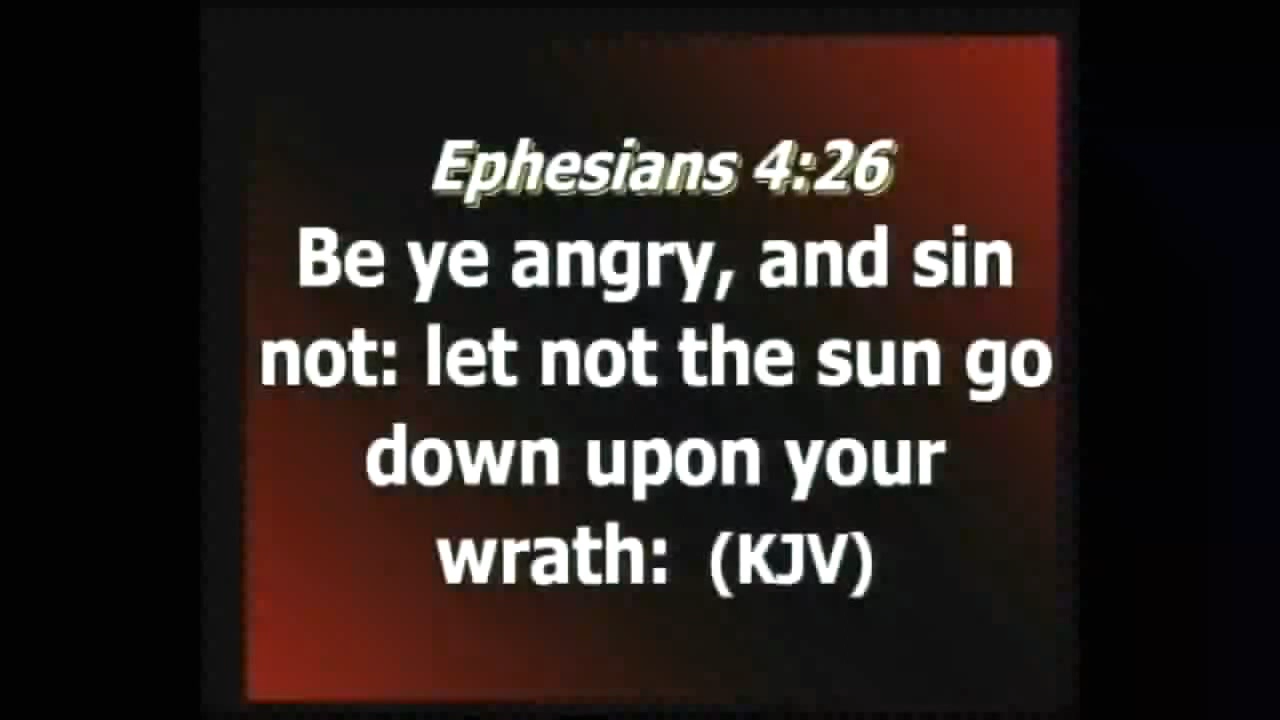 Ephesians 4:26
Be ye angry, and sin
not: let not the sun go
down upon your
wrath: (KJV)